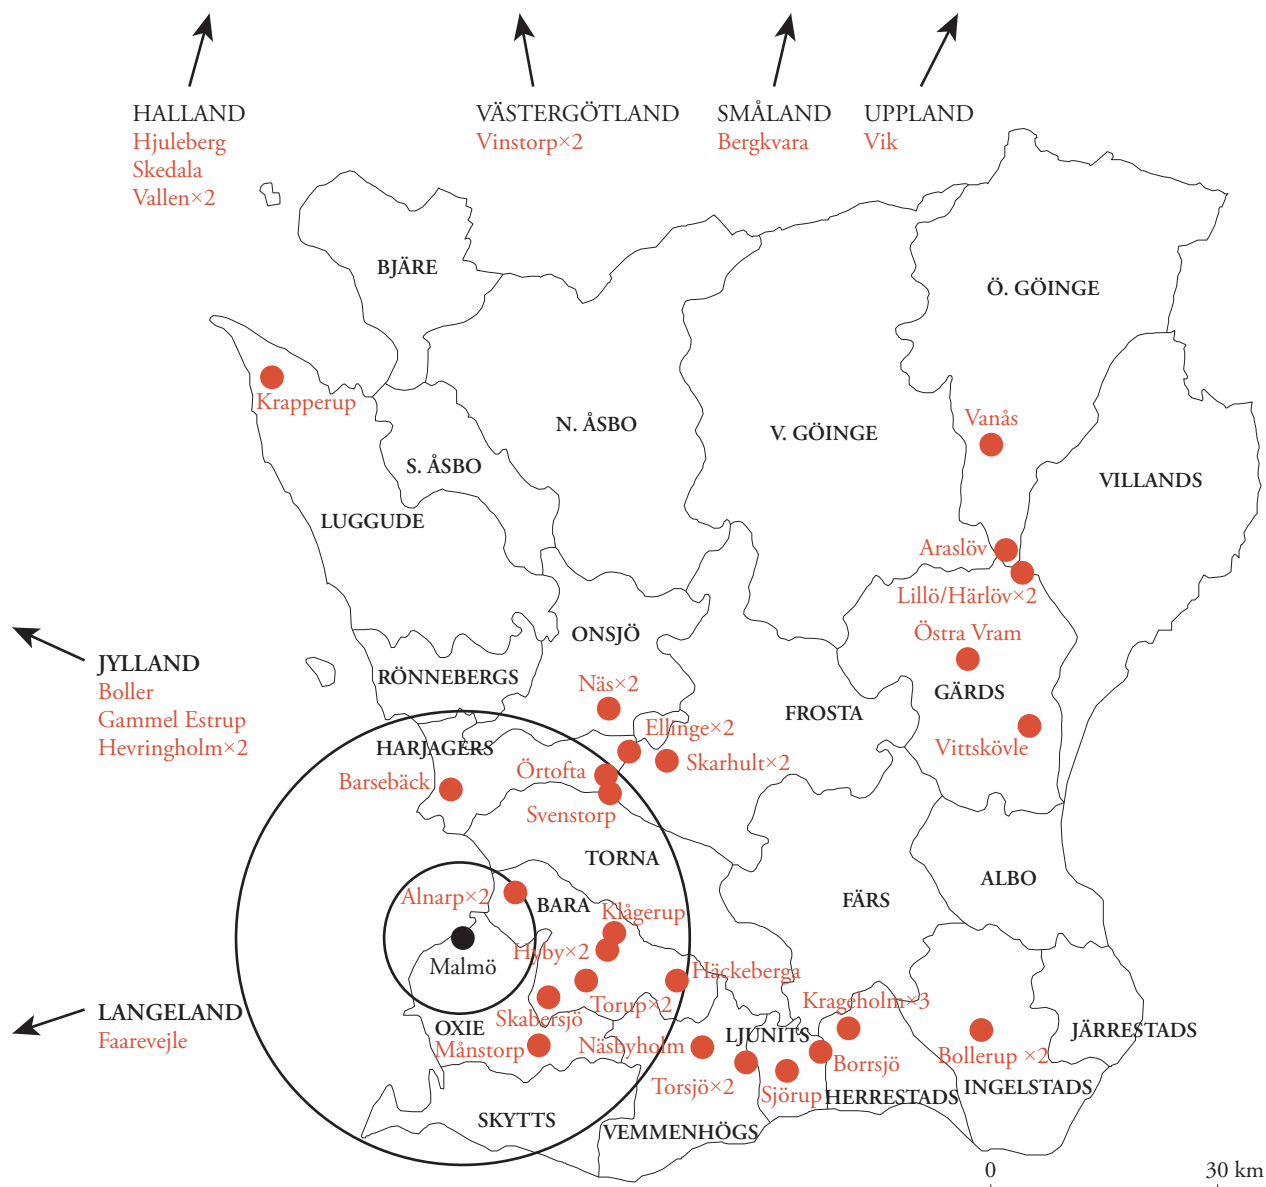 HALLAND
Hjuleberg
Skedala
Vallen×2
VÄSTERGÖTLAND
Vinstorp×2
SMÅLAND
Bergkvara
UPPLAND
Vik
BJÄRE
Ö. GÖINGE
Krapperup
N. ÅSBO
V. GÖINGE
Vanås
S. ÅSBO
VILLANDS
LUGGUDE
Araslöv
Lillö/Härlöv×2
ONSJÖ
Östra Vram
JYLLAND
Boller
Gammel Estrup
Hevringholm×2
RÖNNEBERGS
Näs×2
GÄRDS
FROSTA
Ellinge×2
HARJAGERS
Vittskövle
Skarhult×2
Örtofta
Barsebäck
Svenstorp
TORNA
ALBO
Alnarp×2
BARA
FÄRS
Klågerup
Hyby×2
Malmö
Häckeberga
Krageholm×3
Torup×2
LANGELAND
Faarevejle
Skabersjö
OXIE
LJUNITS
JÄRRESTADS
Månstorp
Näsbyholm
Bollerup ×2
Borrsjö
Torsjö×2
INGELSTADS
Sjörup
HERRESTADS
SKYTTS
VEMMENHÖGS
0
30 km